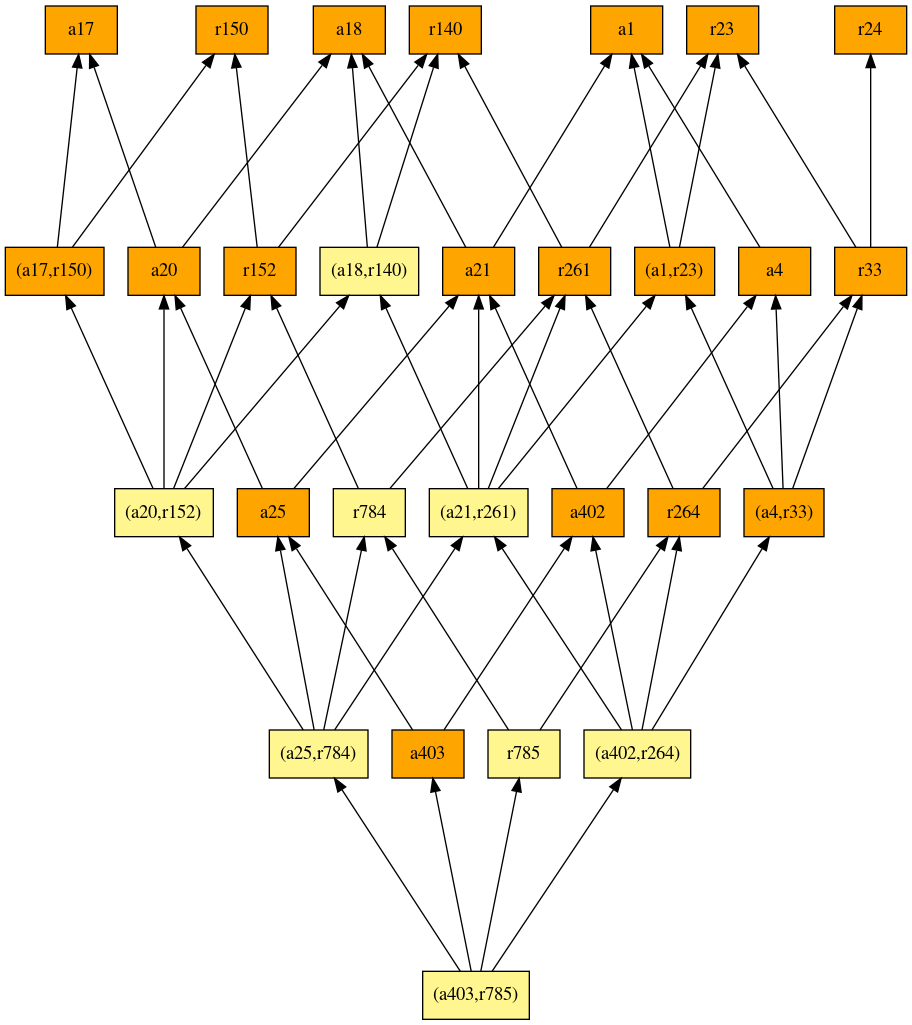 a17
r150
a18
r140
a1
r23
r24
(a17,r150)
a20
r152
(a18,r140)
a21
r261
(a1,r23)
a4
r33
(a20,r152)
a25
r784
(a21,r261)
a402
r264
(a4,r33)
(a25,r784)
a403
r785
(a402,r264)
(a403,r785)